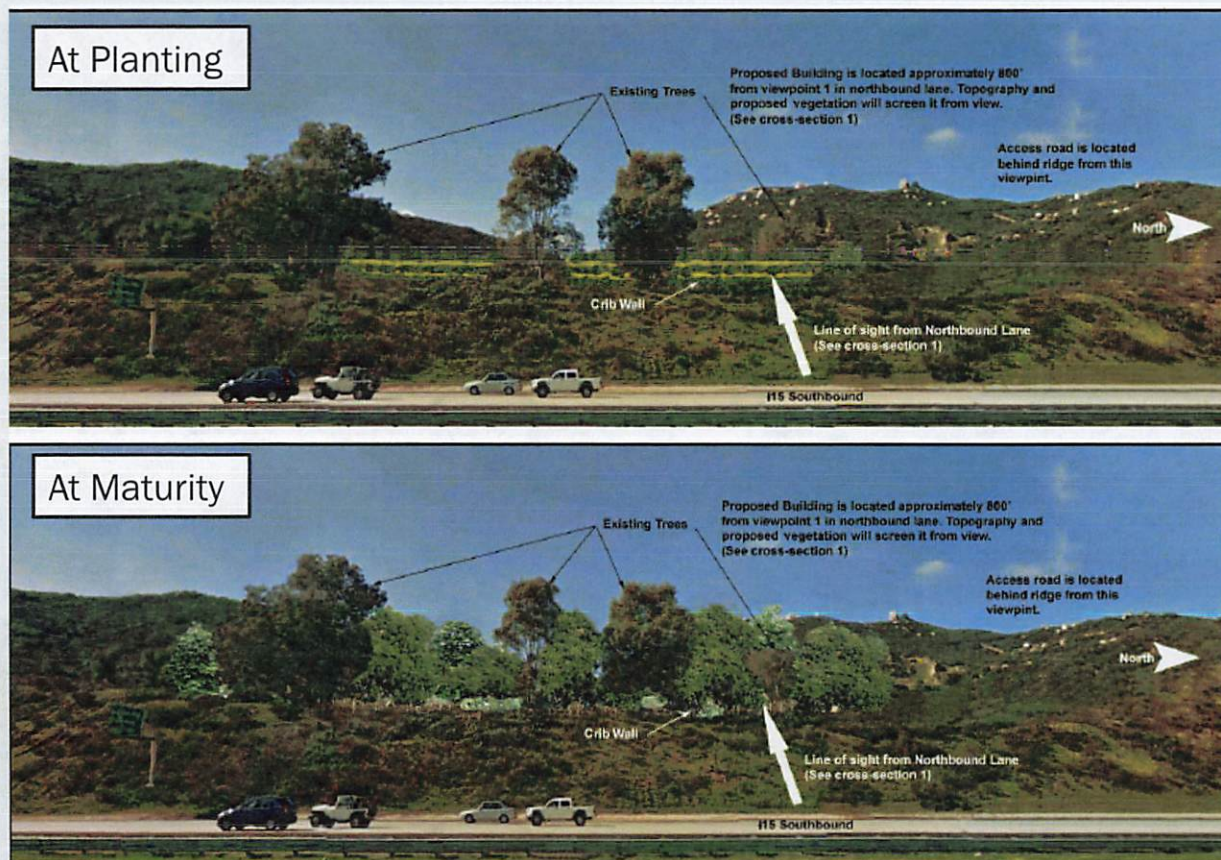 At Planting
Existing Trees
Proposed Building is located approximately 800'
from viewpoint 1 in northbound lane. Topography and
proposed vegetation will screen it from view.
(See cross-section 1)
Access road is located
behind ridge from this
viewpint.
North
Crib Wall
Line of sight from Northbound Lane
(See cross-section 1)
I15 Southbound
At Maturity
Existing Trees
Proposed Building is located approximately 800'
from viewpoint 1 in northbound lane. Topography and
proposed vegetation will screen it from view.
(See cross-section 1)
Access road is located
behind ridge from this
viewpint.
North
Crib Wall
Line of sight from Northbound Lane
(See cross-section 1)
I15 Southbound